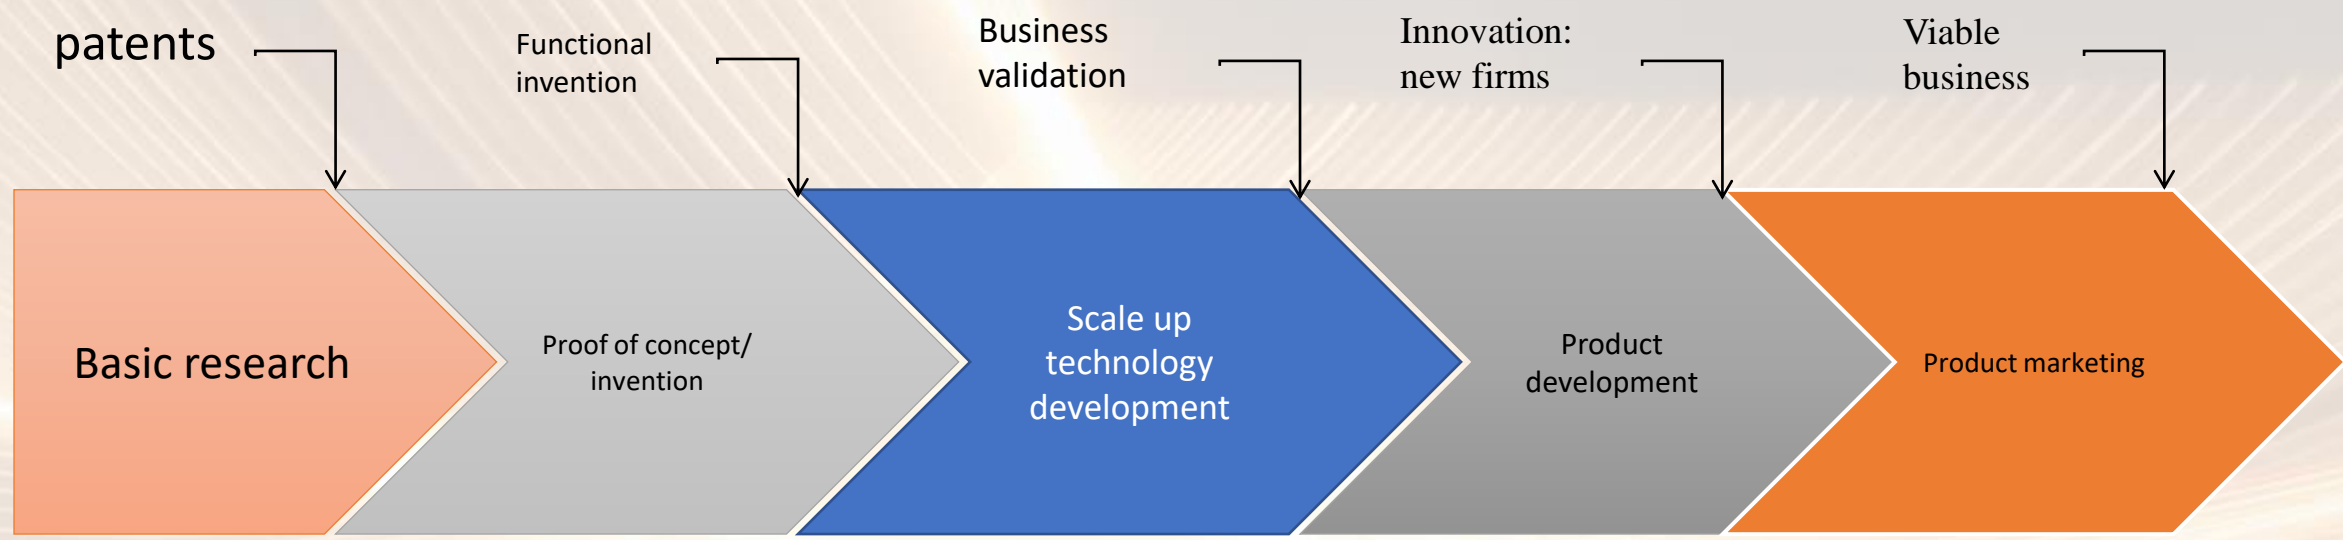 patents
Functional
invention
Business
validation
Innovation:
new firms
Viable
business
Basic research
Proof of concept/
invention
Scale up
technology
development
Product
development
Product marketing